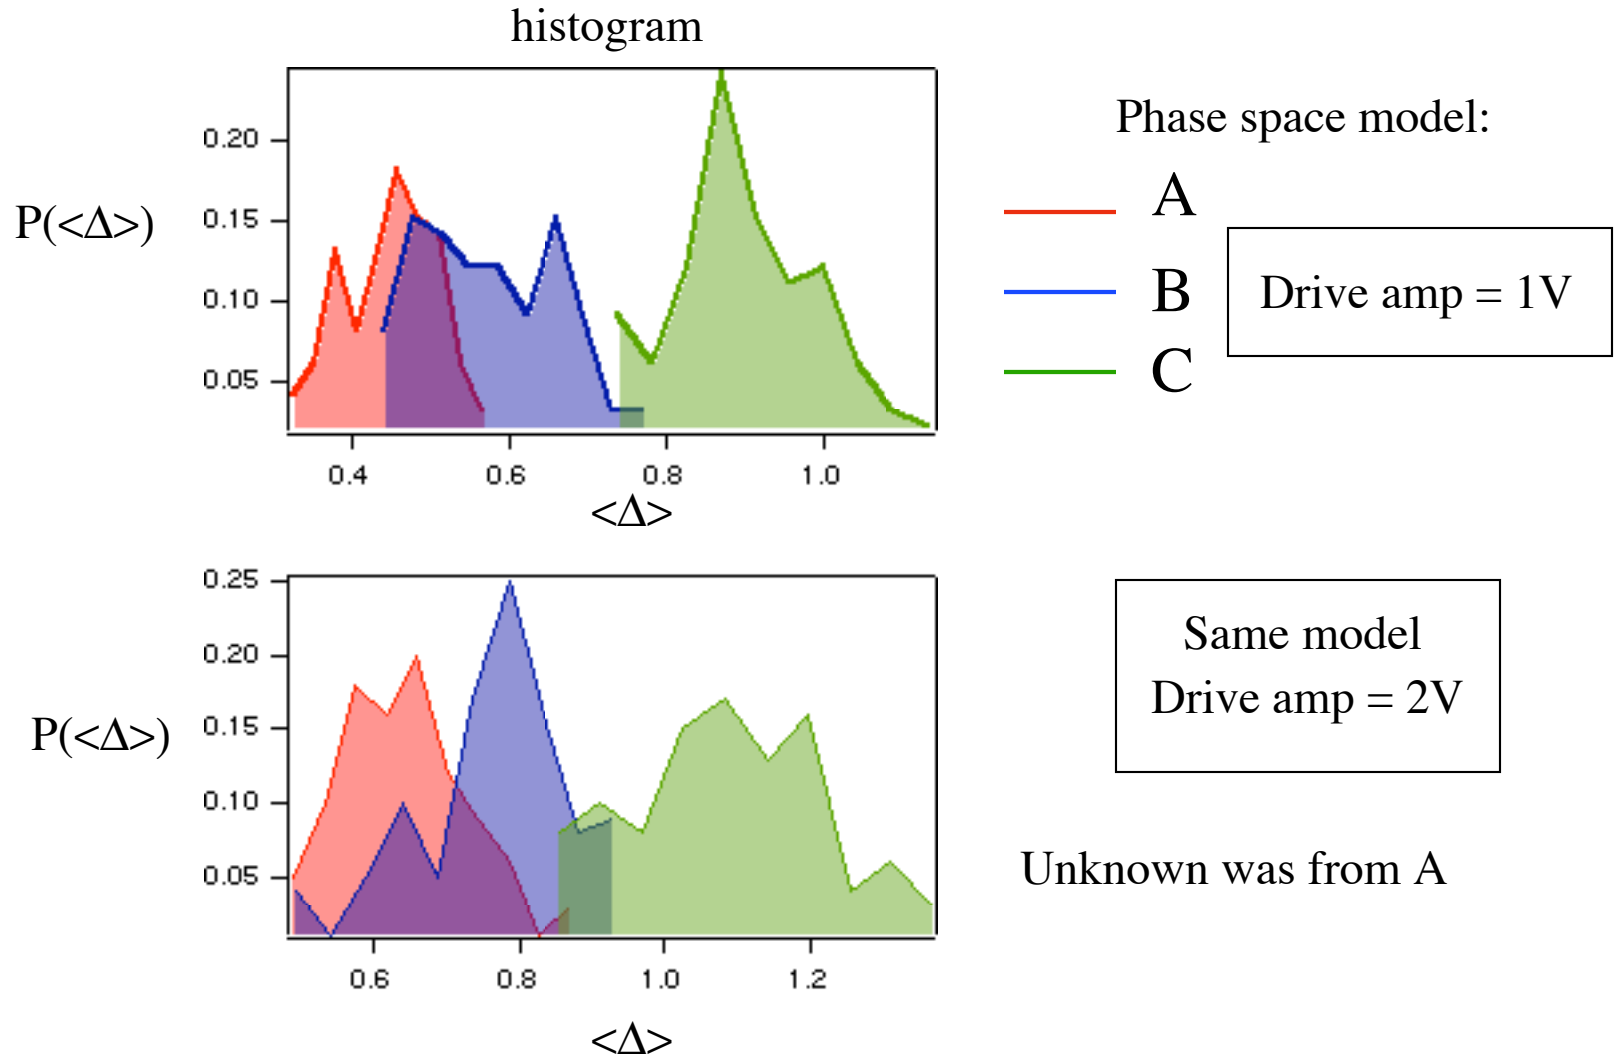 histogram
0.20
0.15
0.10
0.05
P(<Δ>)
0.4 0.6 0.8 1.0
<Δ>
Phase space model:
A
B
C
Drive amp = 1V
0.25
0.20
0.15
0.10
0.05
P(<Δ>)
0.6 0.8 1.0 1.2
<Δ>
Same model
Drive amp = 2V
Unknown was from A